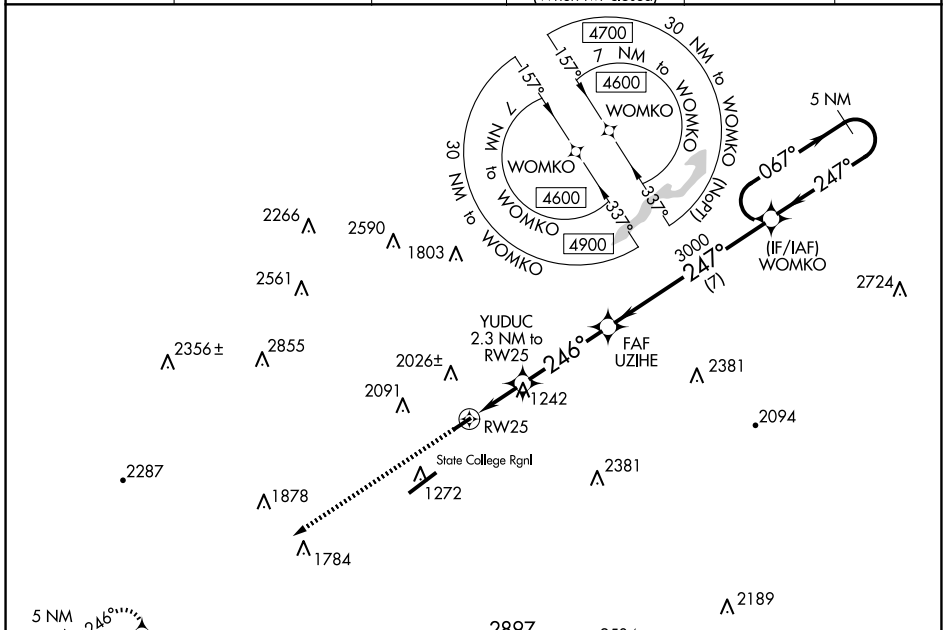 4700
30 NM to WOMKO (NoPT)
157°
7 NM to WOMKO
4600
WOMKO
337°
157°
30 NM to WOMKO
7 NM to WOMKO
WOMKO
4600
337°
4900
5 NM
067°
247°
(IF/IAF)
WOMKO
3000
247°
(7)
2266
2590
1803
2561
2724
YUDUC
2.3 NM to
RW25
246°
FAF
UZIHE
2356±
2855
2026±
2381
2091
1242
RW25
2094
State College Rgnl
2287
1272
2381
1878
1784
5 NM
246°
2189
2897